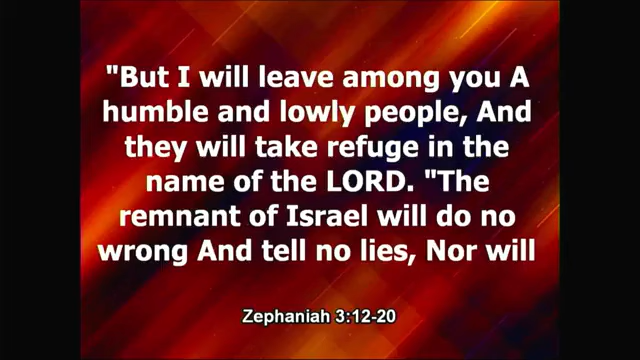 "But I will leave among you A
humble and lowly people, And
they will take refuge in the
name of the LORD. "The
remnant of Israel will do no
wrong And tell no lies, Nor will
Zephaniah 3:12-20